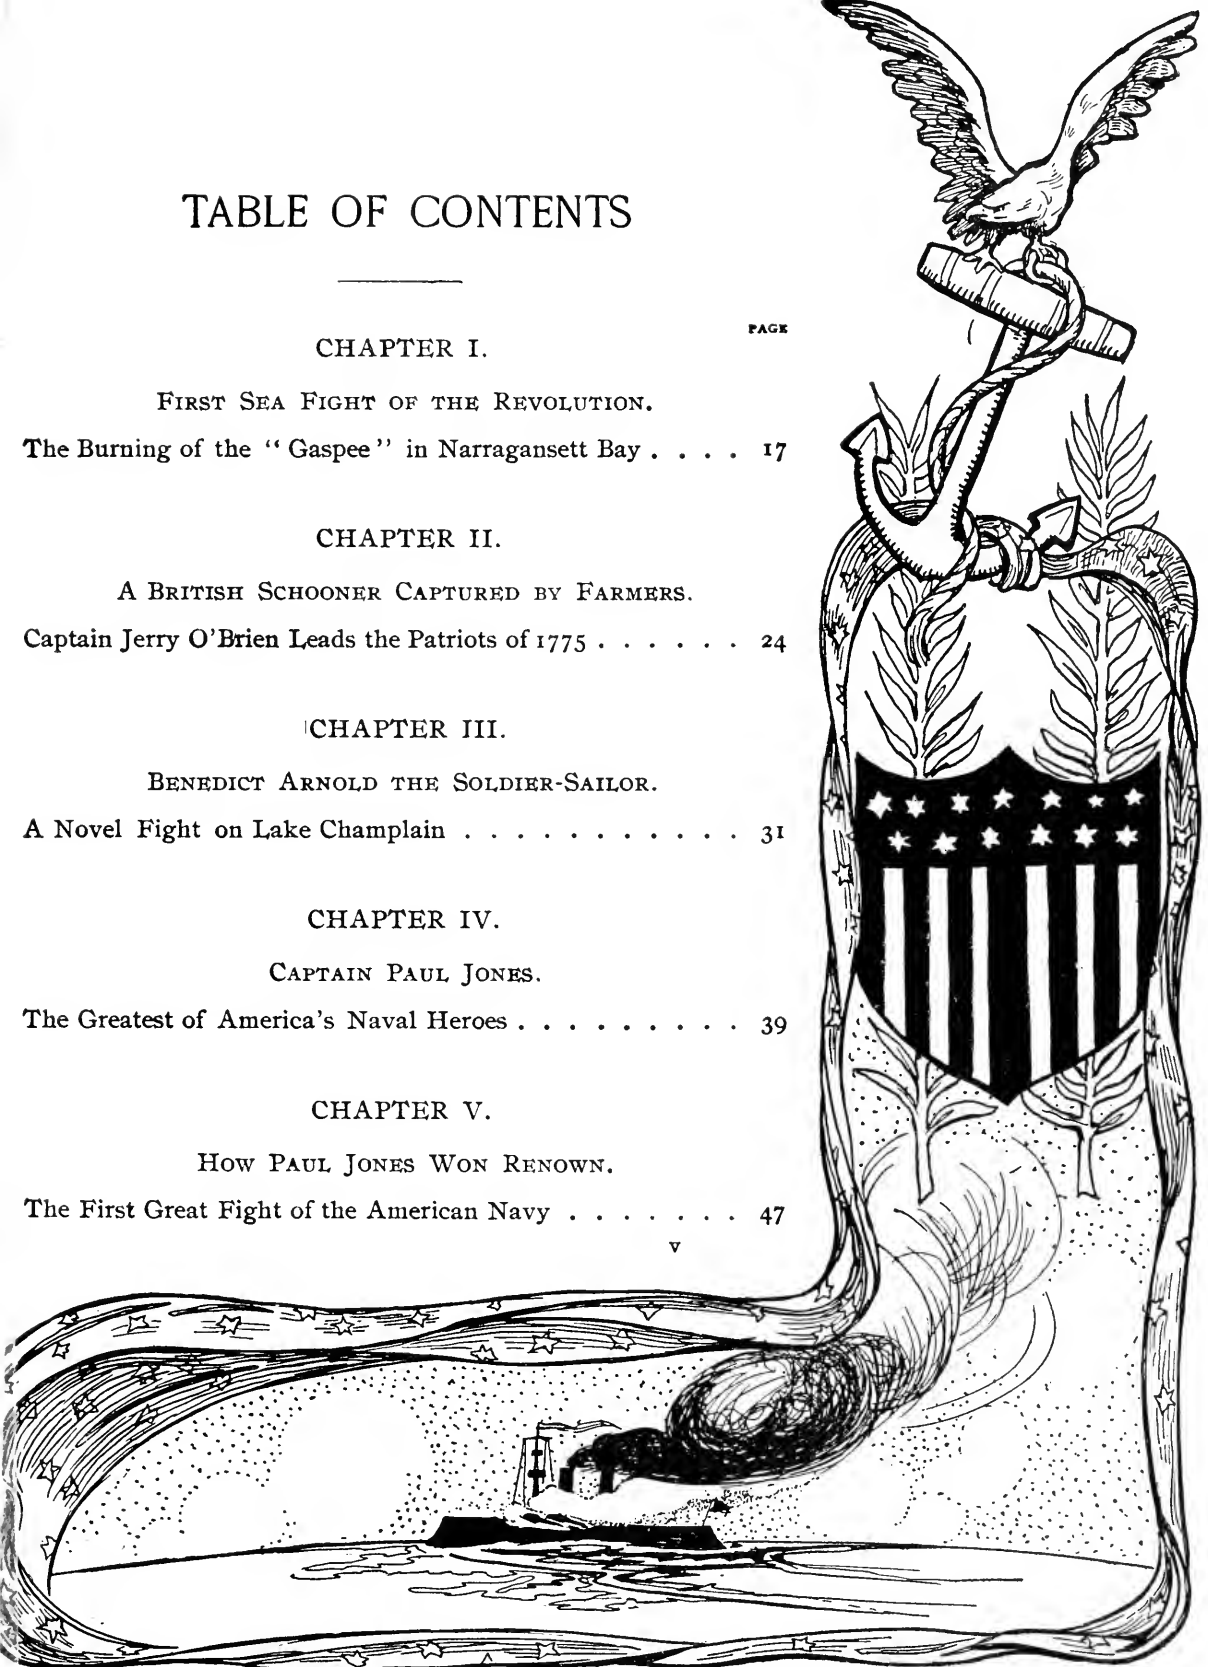 TABLE OF CONTENTS
PAGE
CHAPTER I.
First Sea Fight of the Revolution.
The Burning of the “ Gaspee ” in Narragansett Bay . . . . 17
CHAPTER II.
A British Schooner Captured by Farmers.
Captain Jerry O’Brien Leads the Patriots of 1775 . . . . . . 24
CHAPTER III.
Benedict Arnold the Soldier-Sailor.
A Novel Fight on Lake Champlain . . . . . . . . . . . 31
CHAPTER IV.
Captain Paul Jones.
The Greatest of America’s Naval Heroes . . . . . . . . . 39
CHAPTER V.
How Paul Jones Won Renown.
The First Great Fight of the American Navy . . . . . . . 47
v